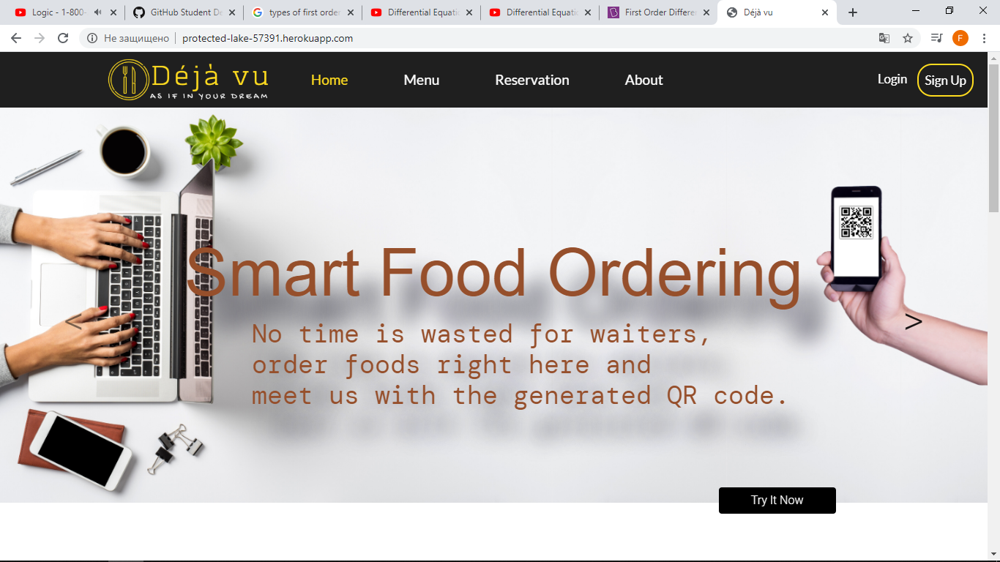 Logic - 1-800-
GitHub Student De
types of first order
Differential Equati
Differential Equati
First Order Differe
Déjà vu
Не защищено
protected-lake-57391.herokuapp.com
F
Déjà vu
AS IF IN YOUR DREAM
Home
Menu
Reservation
About
Login
Sign Up
Smart Food Ordering
No time is wasted for waiters,
order foods right here and
meet us with the generated QR code.
<
>
Try It Now